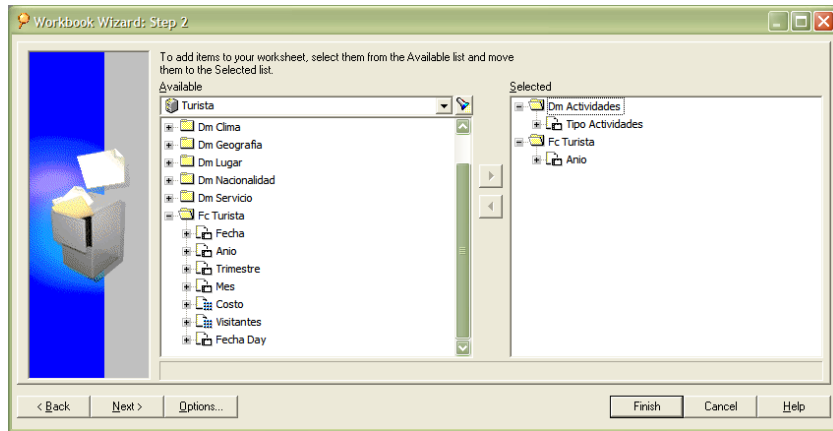 Workbook Wizard: Step 2
To add items to your worksheet, select them from the Available list and move
them to the Selected list.
Available
Turista
Dm Clima
Dm Geografia
Dm Lugar
Dm Nacionalidad
Dm Servicio
Fc Turista
Fecha
Anio
Trimestre
Mes
Costo
Visitantes
Fecha Day
Selected
Dm Actividades
Tipo Actividades
Fc Turista
Anio
< Back
Next >
Options...
Finish
Cancel
Help